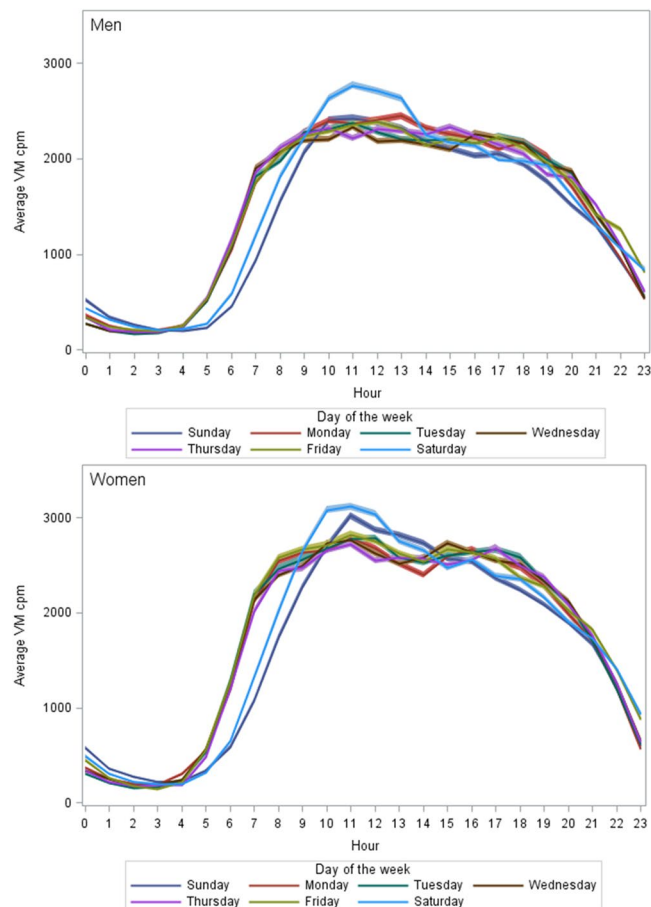 Men
3000
2000
1000
0
Average VM cpm
0 1 2 3 4 5 6 7 8 9 10 11 12 13 14 15 16 17 18 19 20 21 22 23
Hour
Day of the week
Sunday Monday Tuesday Wednesday
Thursday Friday Saturday
Women
3000
2000
1000
0
Average VM cpm
0 1 2 3 4 5 6 7 8 9 10 11 12 13 14 15 16 17 18 19 20 21 22 23
Hour
Day of the week
Sunday Monday Tuesday Wednesday
Thursday Friday Saturday